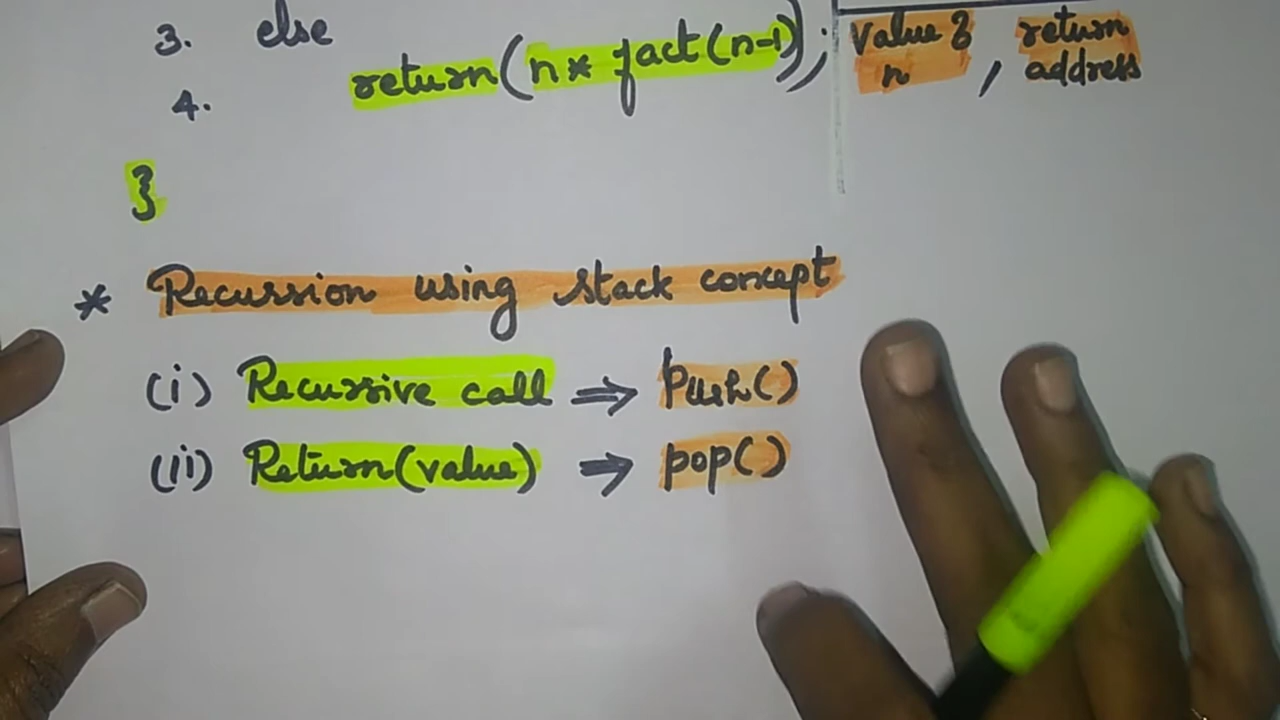 3. else
4. return(n* fact(n-1));
value & n , return address
}
* Recursion using stack concept
(i) Recursive call ⇒ Push()
(ii) Return(value) ⇒ pop()